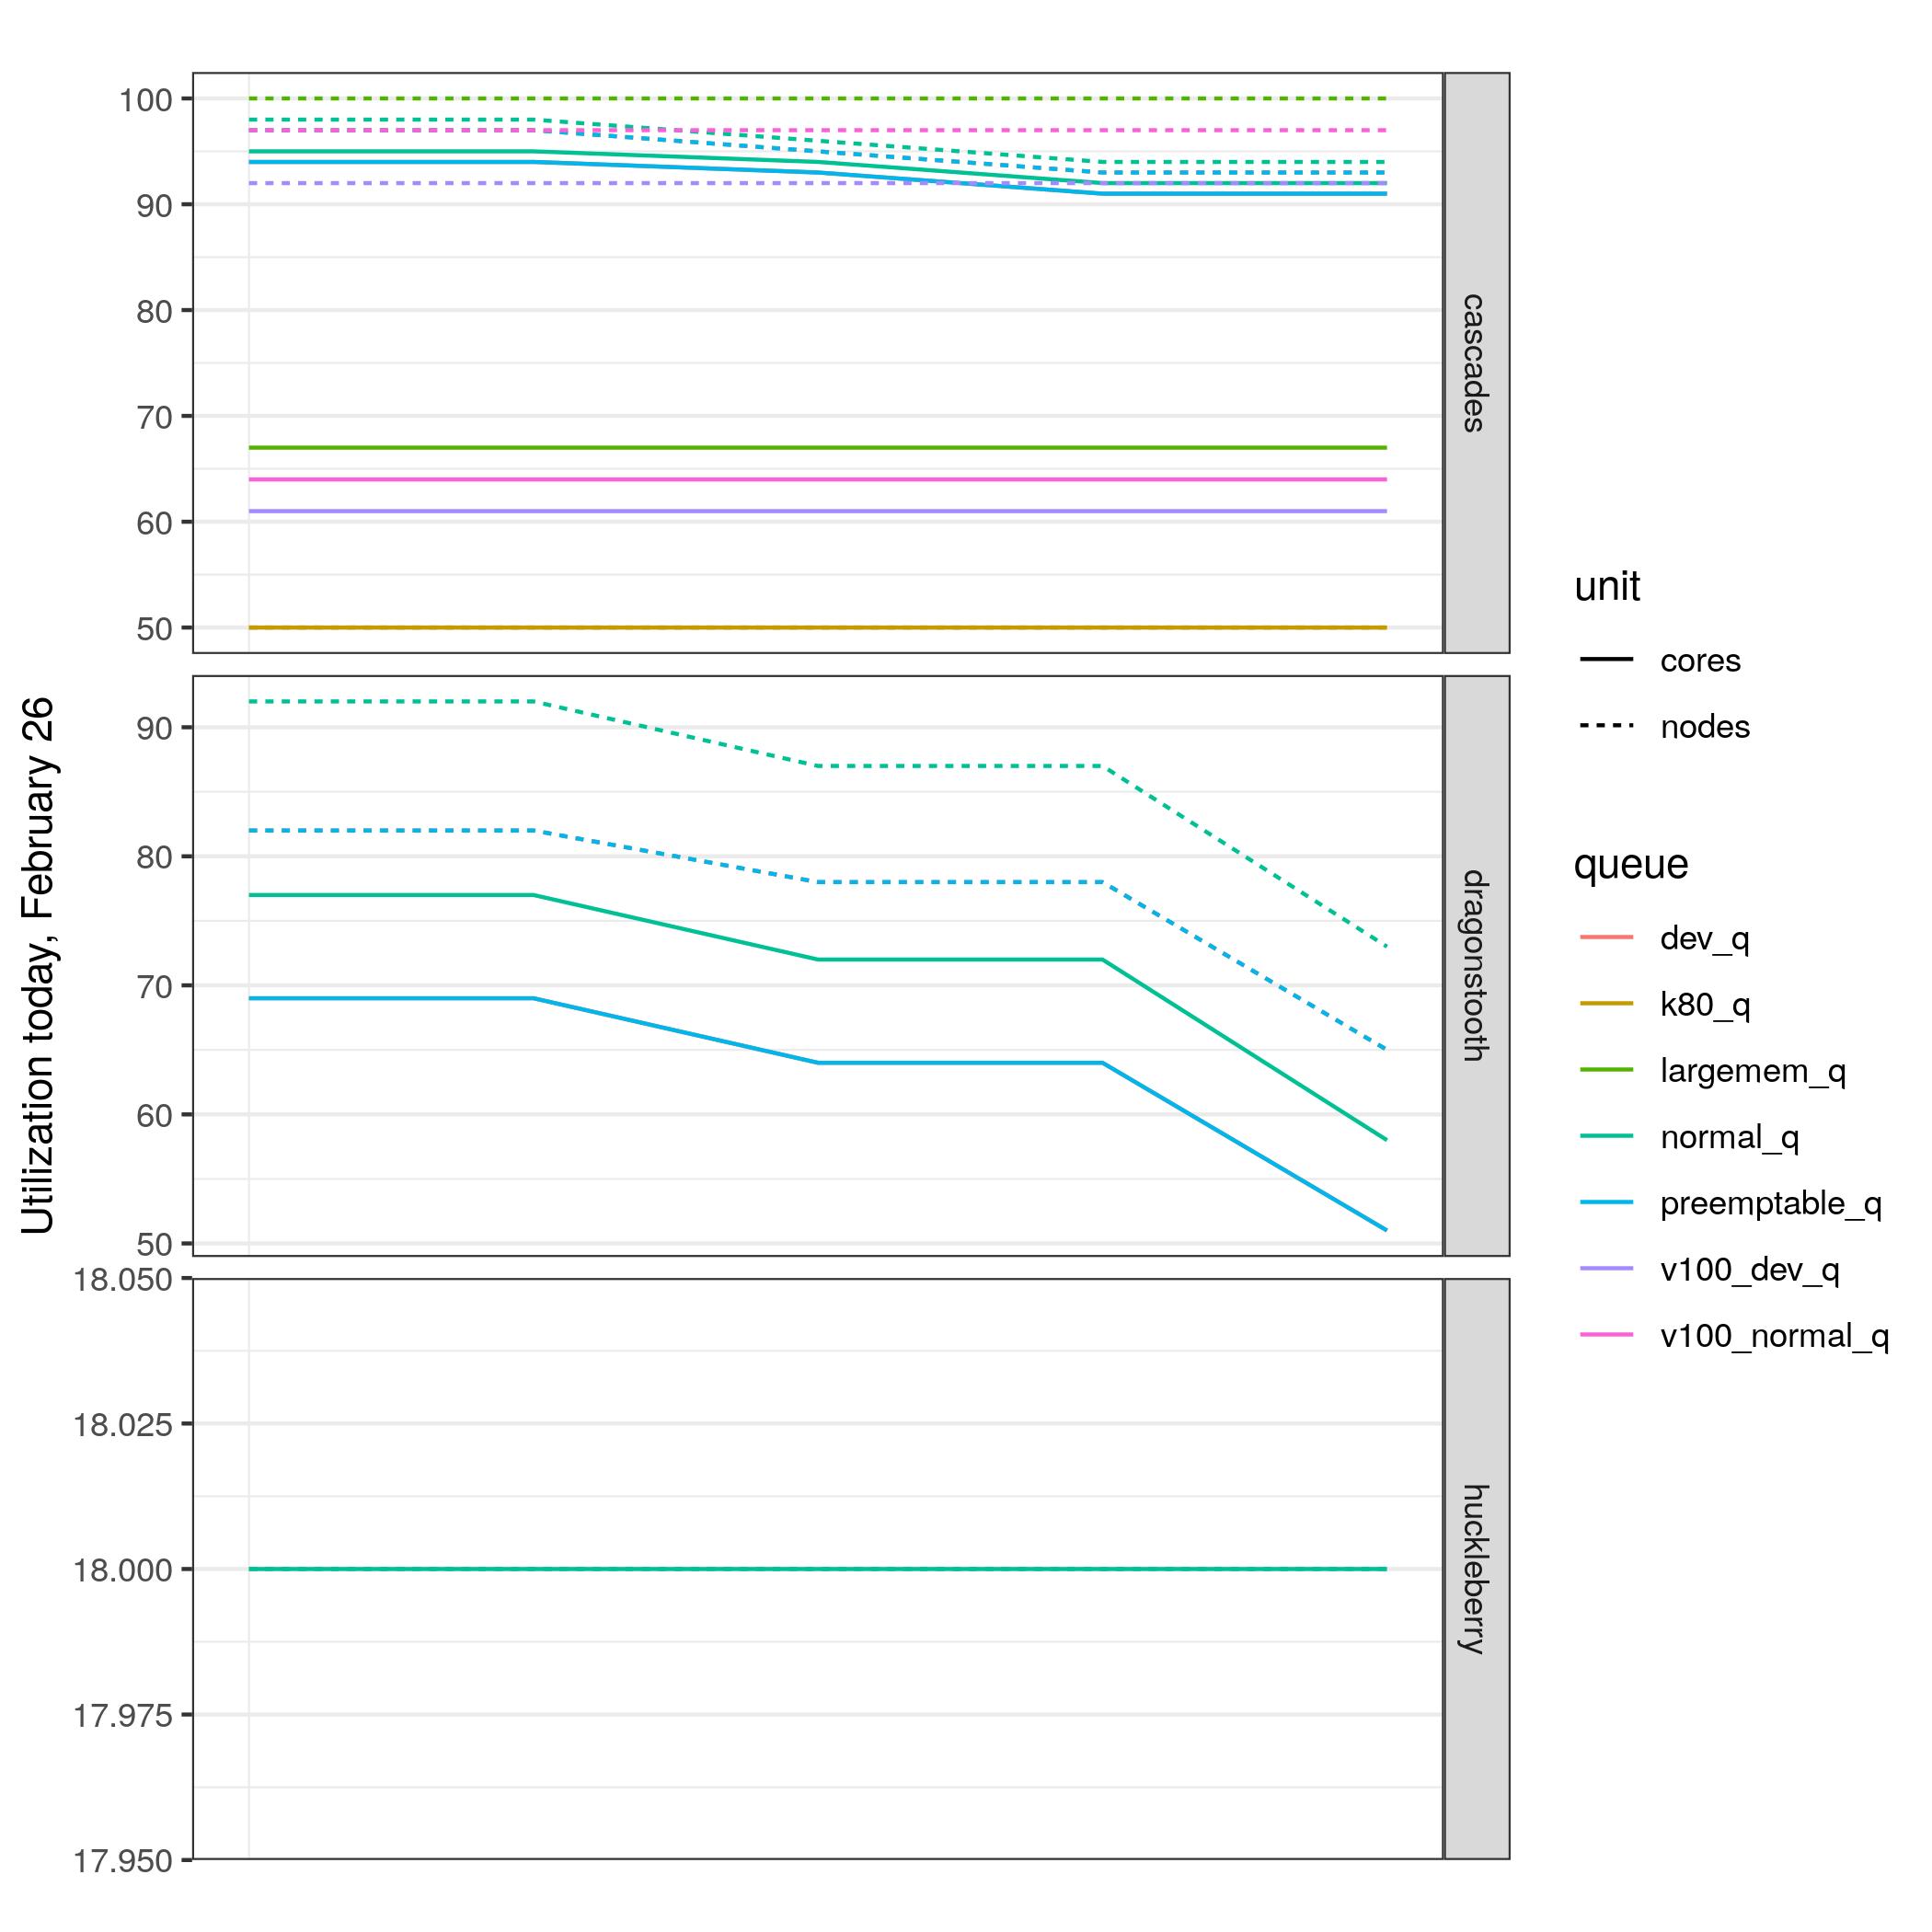 Utilization today, February 26
100
90
80
70
60
50
cascades
90
80
70
60
50
dragonstooth
18.050
18.025
18.000
17.975
17.950
huckleberry
unit
cores
nodes
queue
dev_q
k80_q
largemem_q
normal_q
preemptable_q
v100_dev_q
v100_normal_q